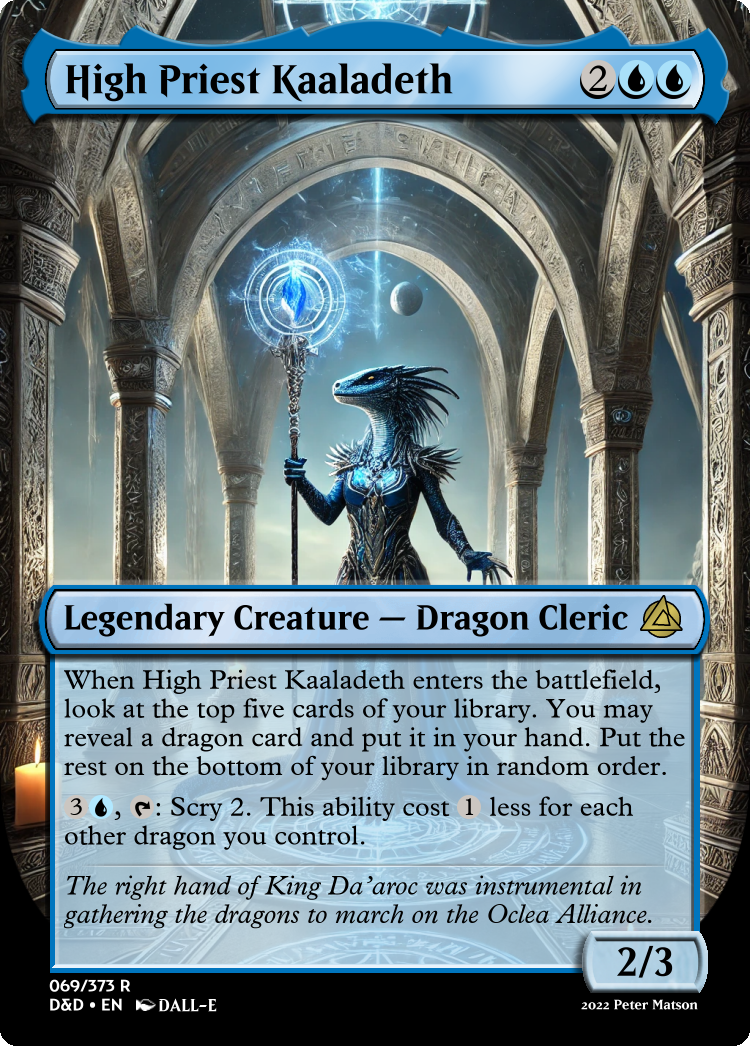 High Priest Kaaladeth 2
Legendary Creature — Dragon Cleric
When High Priest Kaaladeth enters the battlefield,
look at the top five cards of your library. You may
reveal a dragon card and put it in your hand. Put the
rest on the bottom of your library in random order.
3 , : Scry 2. This ability cost 1 less for each
other dragon you control.
The right hand of King Da'aroc was instrumental in
gathering the dragons to march on the Oclea Alliance.
2/3
069/373 R
D&D • EN DALL-E
2022 Peter Matson